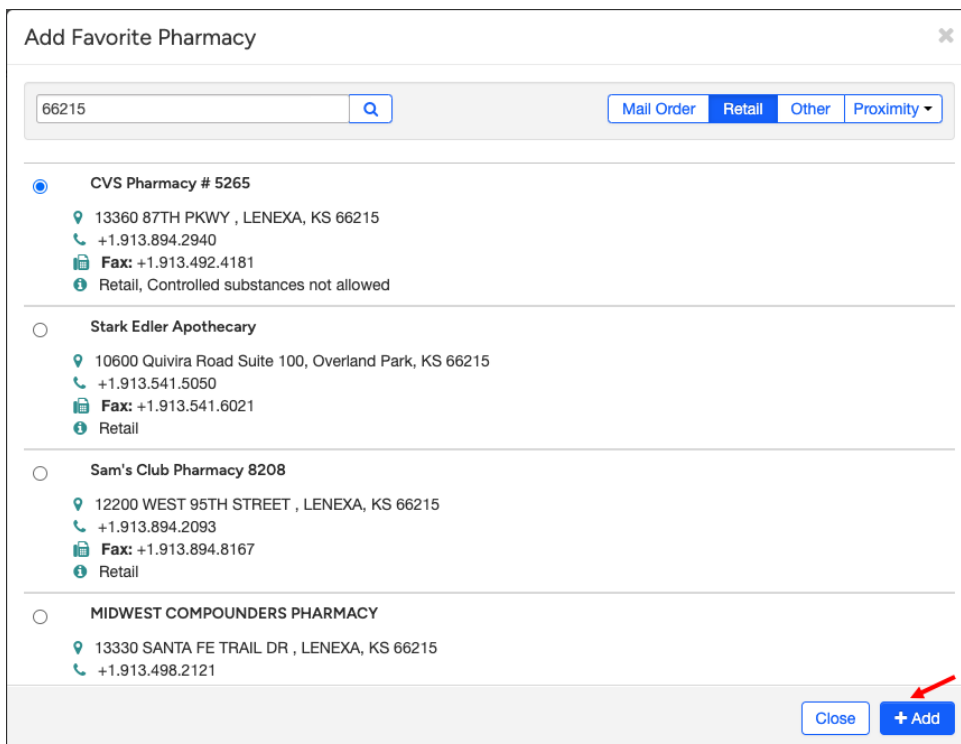 Add Favorite Pharmacy
66215
Mail Order Retail Other Proximity
CVS Pharmacy # 5265
13360 87TH PKWY , LENEXA, KS 66215
+1.913.894.2940
Fax: +1.913.492.4181
Retail, Controlled substances not allowed
Stark Edler Apothecary
10600 Quivira Road Suite 100, Overland Park, KS 66215
+1.913.541.5050
Fax: +1.913.541.6021
Retail
Sam's Club Pharmacy 8208
12200 WEST 95TH STREET , LENEXA, KS 66215
+1.913.894.2093
Fax: +1.913.894.8167
Retail
MIDWEST COMPOUNDERS PHARMACY
13330 SANTA FE TRAIL DR , LENEXA, KS 66215
+1.913.498.2121
Close + Add